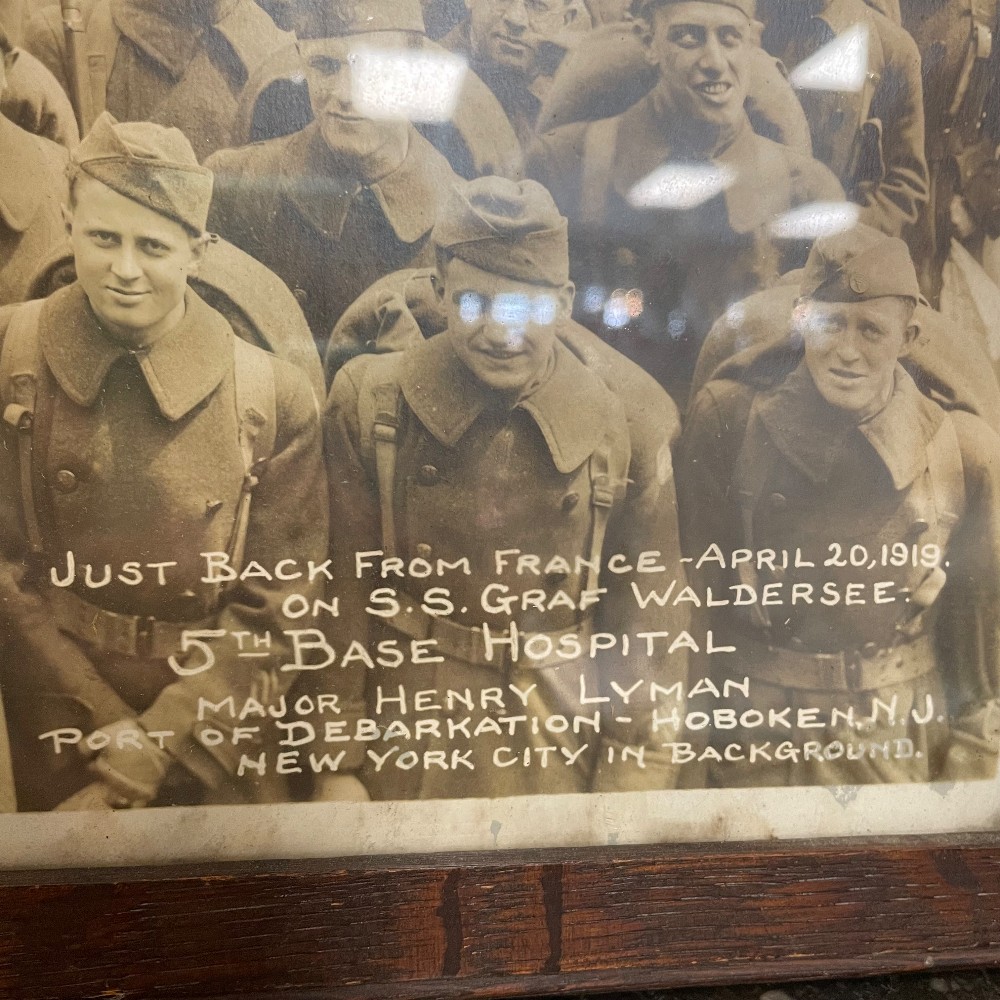 JUST BACK FROM FRANCE - APRIL 20, 1919.
ON S.S. GRAF WALDERSEE.
5TH BASE HOSPITAL
MAJOR HENRY LYMAN
PORT OF DEBARKATION - HOBOKEN, N.J.
NEW YORK CITY IN BACKGROUND.